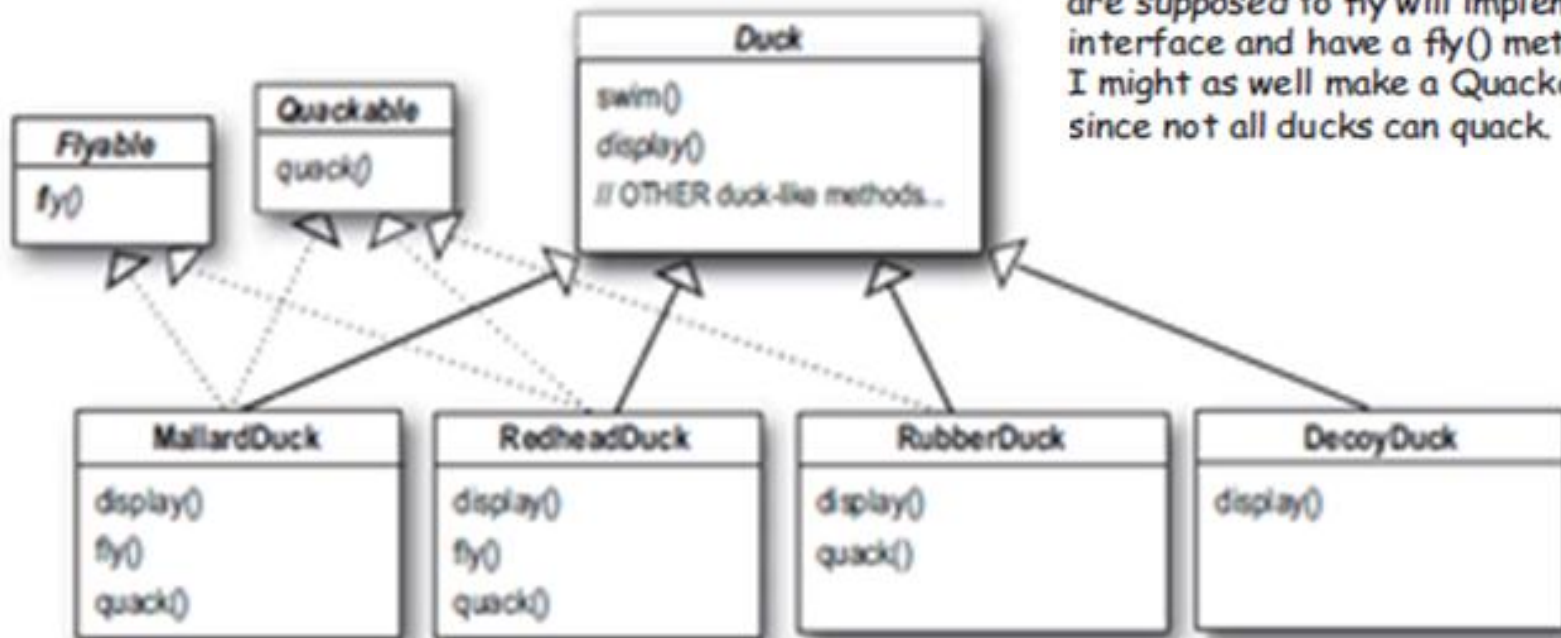 are supposed to fly will implem
interface and have a fly() met
I might as well make a Quacka
since not all ducks can quack.
Duck
swim()
display()
// OTHER duck-like methods...
Quackable
quack()
Flyable
fly()
MallardDuck
display()
fly()
quack()
RedheadDuck
display()
fly()
quack()
RubberDuck
display()
quack()
DecoyDuck
display()